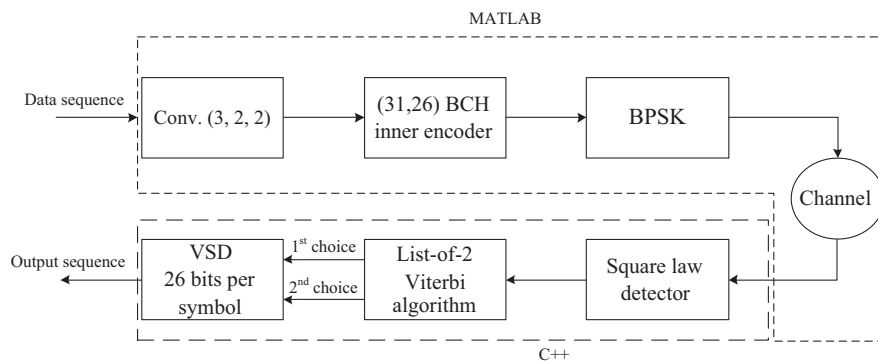 MATLAB
Data sequence
Conv. (3, 2, 2)
(31,26) BCH
inner encoder
BPSK
Channel
Output sequence
VSD
26 bits per
symbol
1st choice
2nd choice
List-of-2
Viterbi
algorithm
Square law
detector
C++